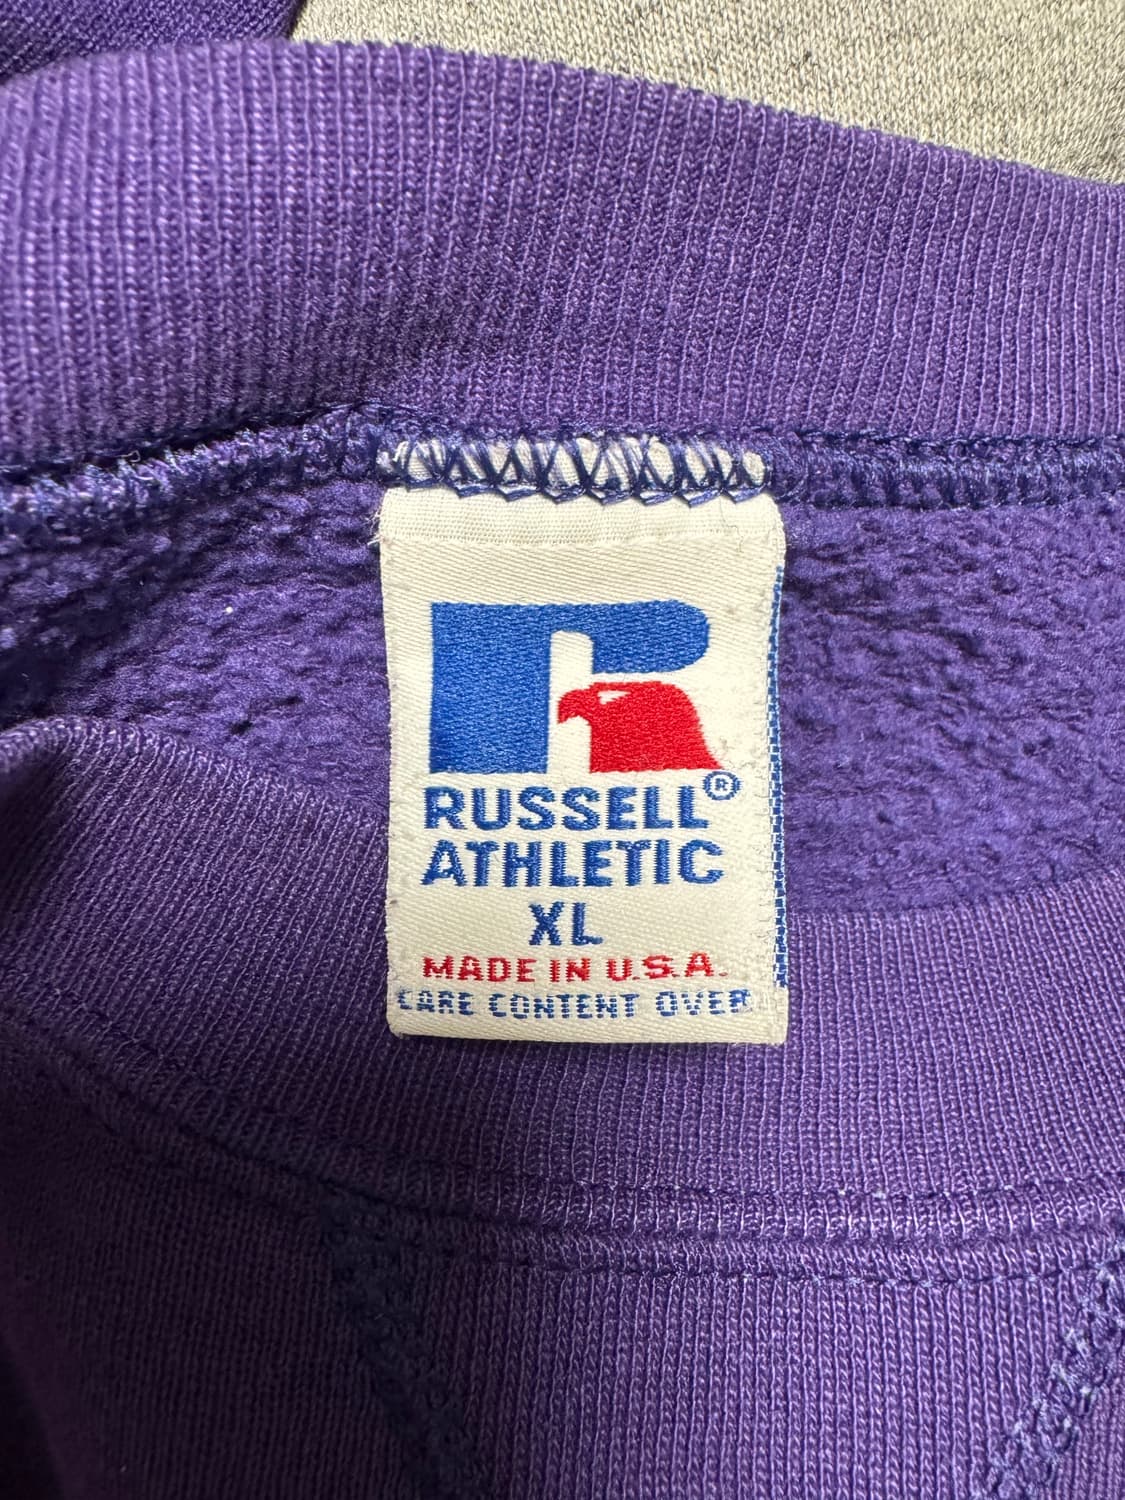 RUSSELL®
ATHLETIC
XL
MADE IN U.S.A.
CARE CONTENT OVER